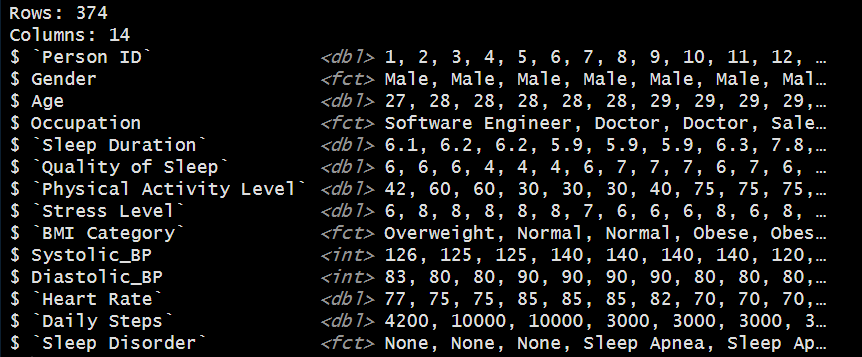 Rows: 374
Columns: 14
$ `Person ID` <dbl> 1, 2, 3, 4, 5, 6, 7, 8, 9, 10, 11, 12, …
$ Gender <fct> Male, Male, Male, Male, Male, Male, Mal…
$ Age <dbl> 27, 28, 28, 28, 28, 28, 29, 29, 29, 29,…
$ Occupation <fct> Software Engineer, Doctor, Doctor, Sale…
$ `Sleep Duration` <dbl> 6.1, 6.2, 6.2, 5.9, 5.9, 5.9, 6.3, 7.8,…
$ `Quality of Sleep` <dbl> 6, 6, 6, 4, 4, 4, 6, 7, 7, 7, 6, 7, 6, …
$ `Physical Activity Level` <dbl> 42, 60, 60, 30, 30, 30, 40, 75, 75, 75,…
$ `Stress Level` <dbl> 6, 8, 8, 8, 8, 8, 7, 6, 6, 6, 8, 6, 8, …
$ `BMI Category` <fct> Overweight, Normal, Normal, Obese, Obes…
$ Systolic_BP <int> 126, 125, 125, 140, 140, 140, 140, 120,…
$ Diastolic_BP <int> 83, 80, 80, 90, 90, 90, 90, 80, 80, 80,…
$ `Heart Rate` <dbl> 77, 75, 75, 85, 85, 85, 82, 70, 70, 70,…
$ `Daily Steps` <dbl> 4200, 10000, 10000, 3000, 3000, 3000, 3…
$ `Sleep Disorder` <fct> None, None, None, Sleep Apnea, Sleep Ap…